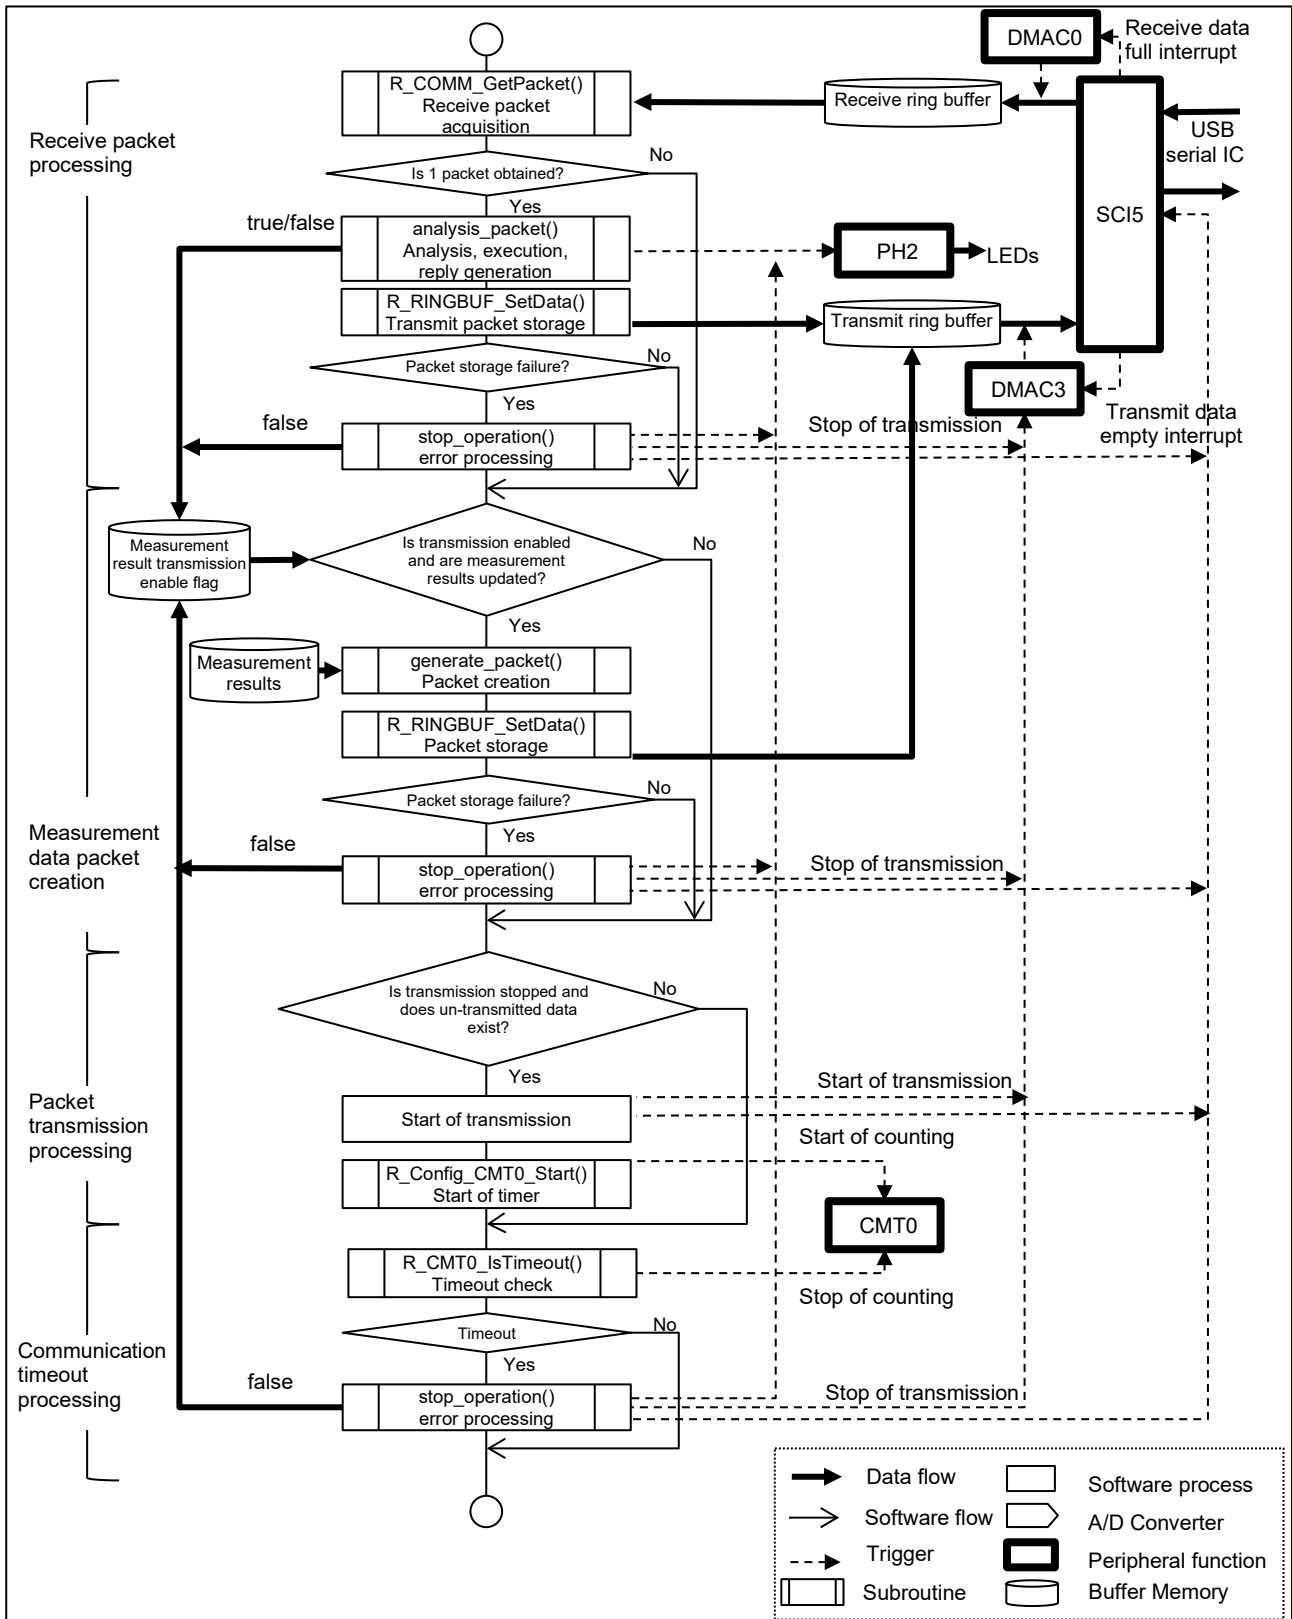 DMAC0
Receive data
full interrupt
R_COMM_GetPacket()
Receive packet
acquisition
Receive ring buffer
USB
serial IC
Receive packet
processing
No
Is 1 packet obtained?
Yes
SCI5
true/false
analysis_packet()
Analysis, execution,
reply generation
PH2
LEDs
R_RINGBUF_SetData()
Transmit packet storage
Transmit ring buffer
No
Packet storage failure?
DMAC3
Yes
Transmit data
empty interrupt
false
stop_operation()
error processing
Stop of transmission
Measurement
result transmission
enable flag
Is transmission enabled
and are measurement
results updated?
No
Yes
Measurement
results
generate_packet()
Packet creation
R_RINGBUF_SetData()
Packet storage
No
Packet storage failure?
Yes
Measurement
data packet
creation
false
stop_operation()
error processing
Stop of transmission
Is transmission stopped and
does un-transmitted data
exist?
No
Yes
Start of transmission
Packet
transmission
processing
Start of transmission
Start of counting
R_Config_CMT0_Start()
Start of timer
CMT0
R_CMT0_IsTimeout()
Timeout check
Stop of counting
No
Timeout
Communication
timeout
processing
Yes
false
stop_operation()
error processing
Stop of transmission
Data flow
Software process
Software flow
A/D Converter
Trigger
Peripheral function
Subroutine
Buffer Memory